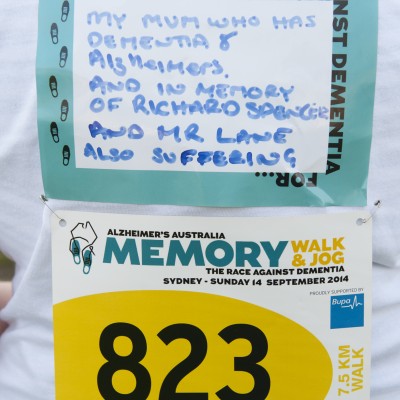 MY MUM WHO HAS
DEMENTIA &
Alzheimers.
AND IN MEMORY
OF RICHARD SPENCER
AND MR LANE
ALSO SUFFERING
NST DEMENTIA
FOR...
ALZHEIMER'S AUSTRALIA
MEMORY WALK & JOG
THE RACE AGAINST DEMENTIA
SYDNEY - SUNDAY 14 SEPTEMBER 2014
PROUDLY SUPPORTED BY
Bupa
823
7.5 KM
WALK